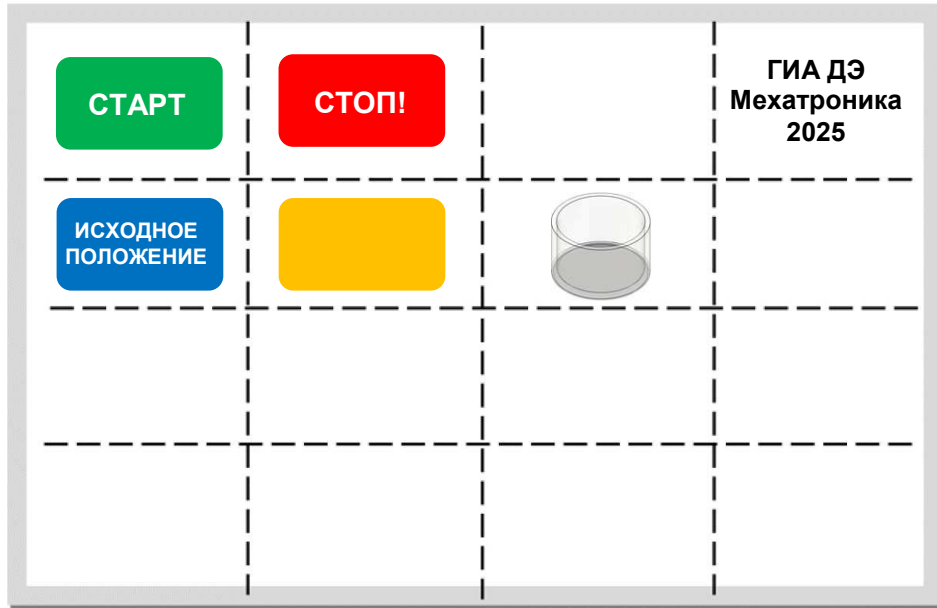 СТАРТ
СТОП!
ГИА ДЭ
Мехатроника
2025
ИСХОДНОЕ
ПОЛОЖЕНИЕ